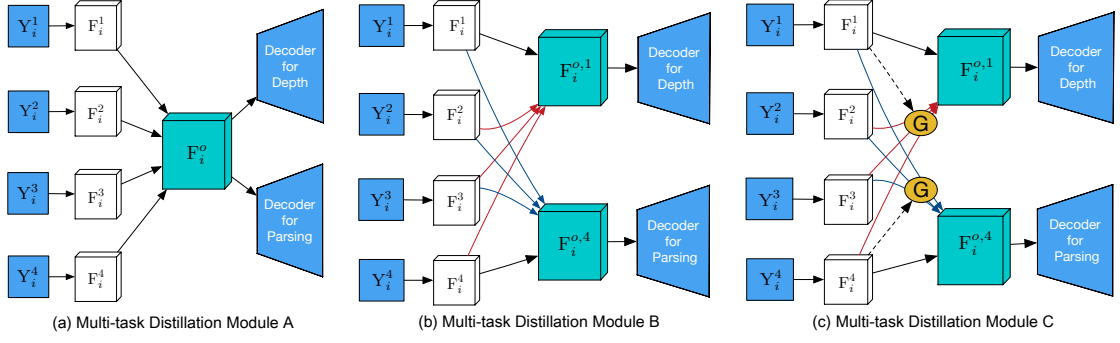 Y_i^1
F_i^1
Y_i^2
F_i^2
Y_i^3
F_i^3
Y_i^4
F_i^4
F_i^o
Decoder
for
Depth
Decoder
for
Parsing
(a) Multi-task Distillation Module A
Y_i^1
F_i^1
Y_i^2
F_i^2
Y_i^3
F_i^3
Y_i^4
F_i^4
F_i^{o,1}
F_i^{o,4}
Decoder
for
Depth
Decoder
for
Parsing
(b) Multi-task Distillation Module B
Y_i^1
F_i^1
Y_i^2
F_i^2
Y_i^3
F_i^3
Y_i^4
F_i^4
G
G
F_i^{o,1}
F_i^{o,4}
Decoder
for
Depth
Decoder
for
Parsing
(c) Multi-task Distillation Module C